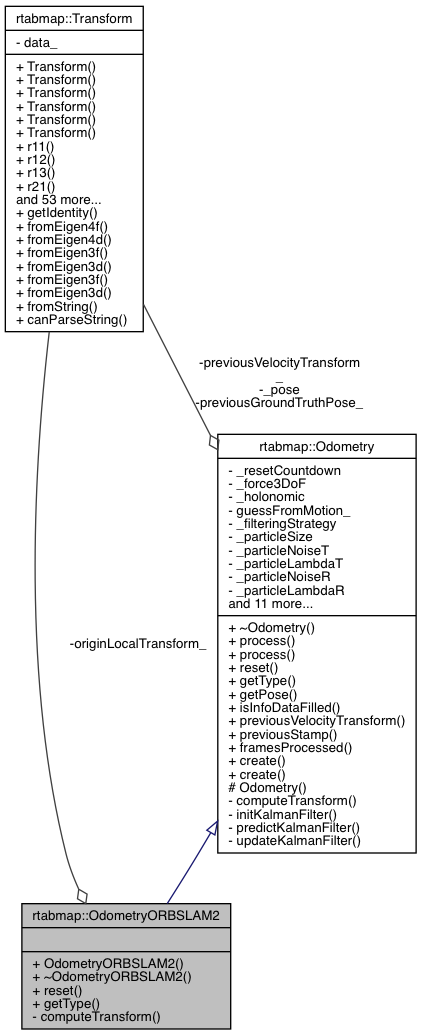 rtabmap::Transform
- data_
+ Transform()
+ Transform()
+ Transform()
+ Transform()
+ Transform()
+ Transform()
+ r11()
+ r12()
+ r13()
+ r21()
and 53 more...
+ getIdentity()
+ fromEigen4f()
+ fromEigen4d()
+ fromEigen3f()
+ fromEigen3d()
+ fromEigen3f()
+ fromEigen3d()
+ fromString()
+ canParseString()
-previousVelocityTransform
_
-_pose
-previousGroundTruthPose_
rtabmap::Odometry
- _resetCountdown
- _force3DoF
- _holonomic
- guessFromMotion_
- _filteringStrategy
- _particleSize
- _particleNoiseT
- _particleLambdaT
- _particleNoiseR
- _particleLambdaR
and 11 more...
+ ~Odometry()
+ process()
+ process()
+ reset()
+ getType()
+ getPose()
+ isInfoDataFilled()
+ previousVelocityTransform()
+ previousStamp()
+ framesProcessed()
+ create()
+ create()
# Odometry()
- computeTransform()
- initKalmanFilter()
- predictKalmanFilter()
- updateKalmanFilter()
-originLocalTransform_
rtabmap::OdometryORBSLAM2
+ OdometryORBSLAM2()
+ ~OdometryORBSLAM2()
+ reset()
+ getType()
- computeTransform()